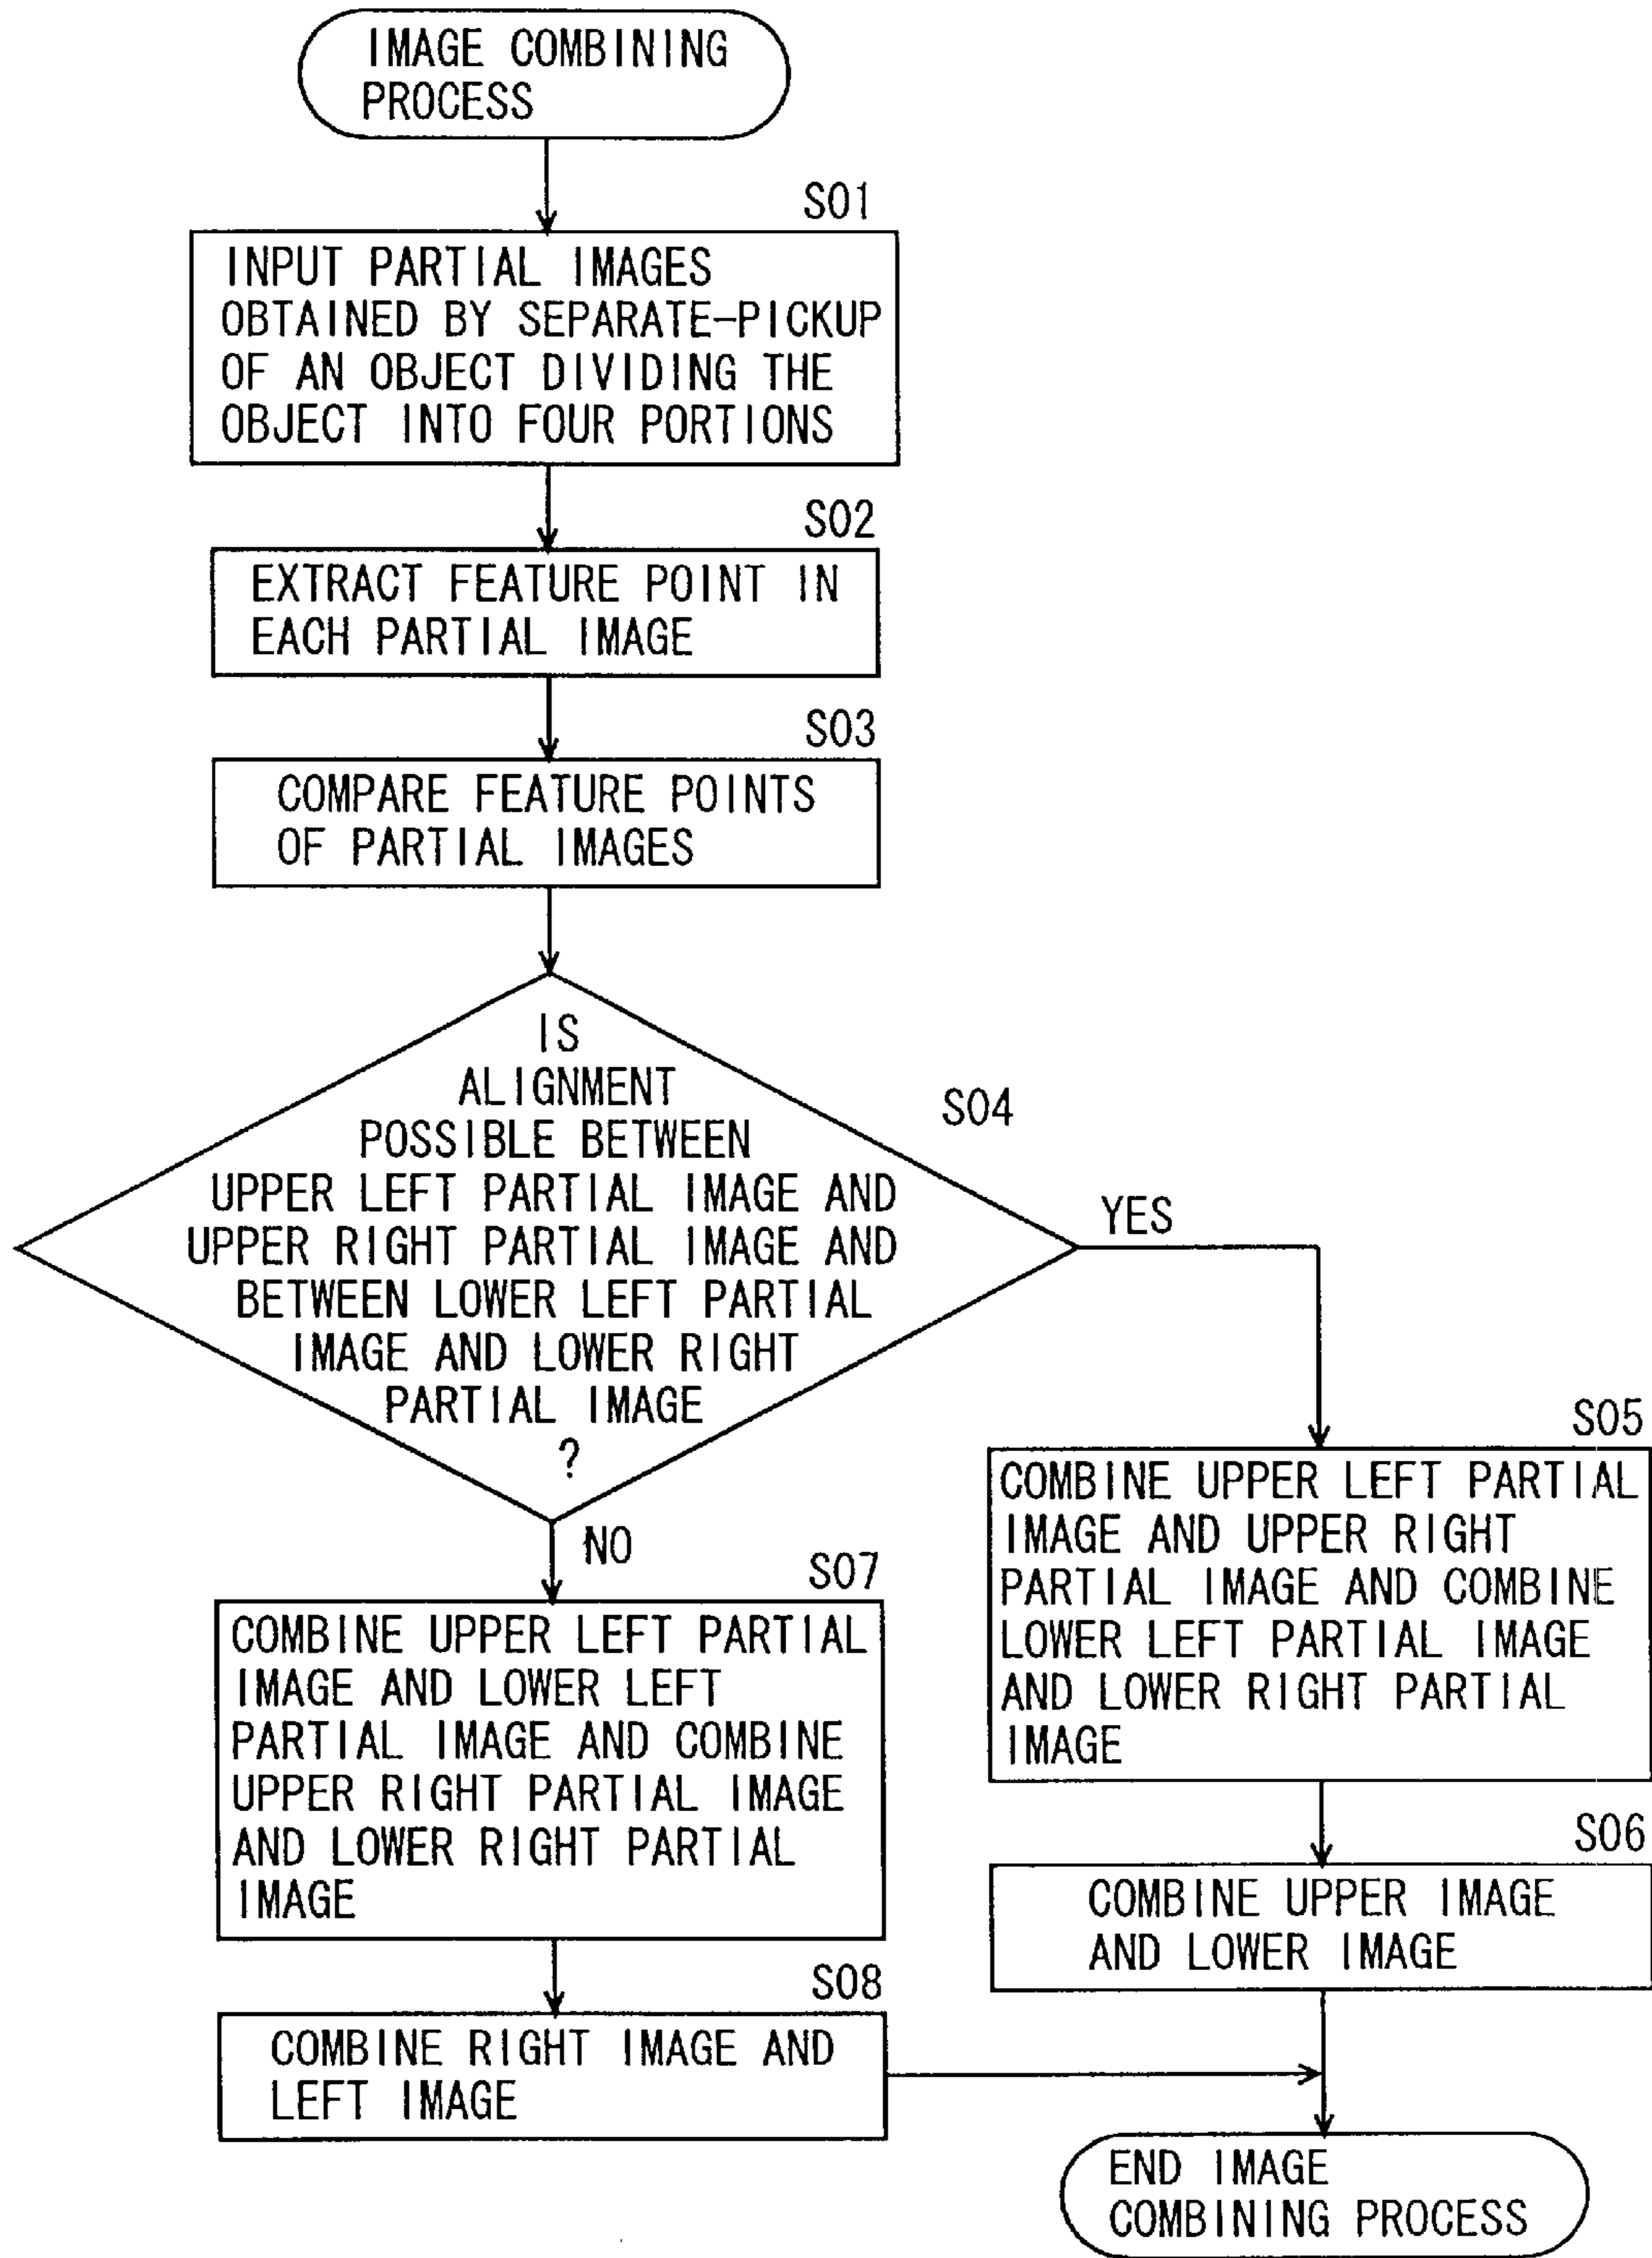 IMAGE COMBINING
PROCESS
S01
INPUT PARTIAL IMAGES
OBTAINED BY SEPARATE-PICKUP
OF AN OBJECT DIVIDING THE
OBJECT INTO FOUR PORTIONS
S02
EXTRACT FEATURE POINT IN
EACH PARTIAL IMAGE
S03
COMPARE FEATURE POINTS
OF PARTIAL IMAGES
S04
IS
ALIGNMENT
POSSIBLE BETWEEN
UPPER LEFT PARTIAL IMAGE AND
UPPER RIGHT PARTIAL IMAGE AND
BETWEEN LOWER LEFT PARTIAL
IMAGE AND LOWER RIGHT
PARTIAL IMAGE
?
YES
S05
COMBINE UPPER LEFT PARTIAL
IMAGE AND UPPER RIGHT
PARTIAL IMAGE AND COMBINE
LOWER LEFT PARTIAL IMAGE
AND LOWER RIGHT PARTIAL
IMAGE
S06
COMBINE UPPER IMAGE
AND LOWER IMAGE
NO
S07
COMBINE UPPER LEFT PARTIAL
IMAGE AND LOWER LEFT
PARTIAL IMAGE AND COMBINE
UPPER RIGHT PARTIAL IMAGE
AND LOWER RIGHT PARTIAL
IMAGE
S08
COMBINE RIGHT IMAGE AND
LEFT IMAGE
END IMAGE
COMBINING PROCESS